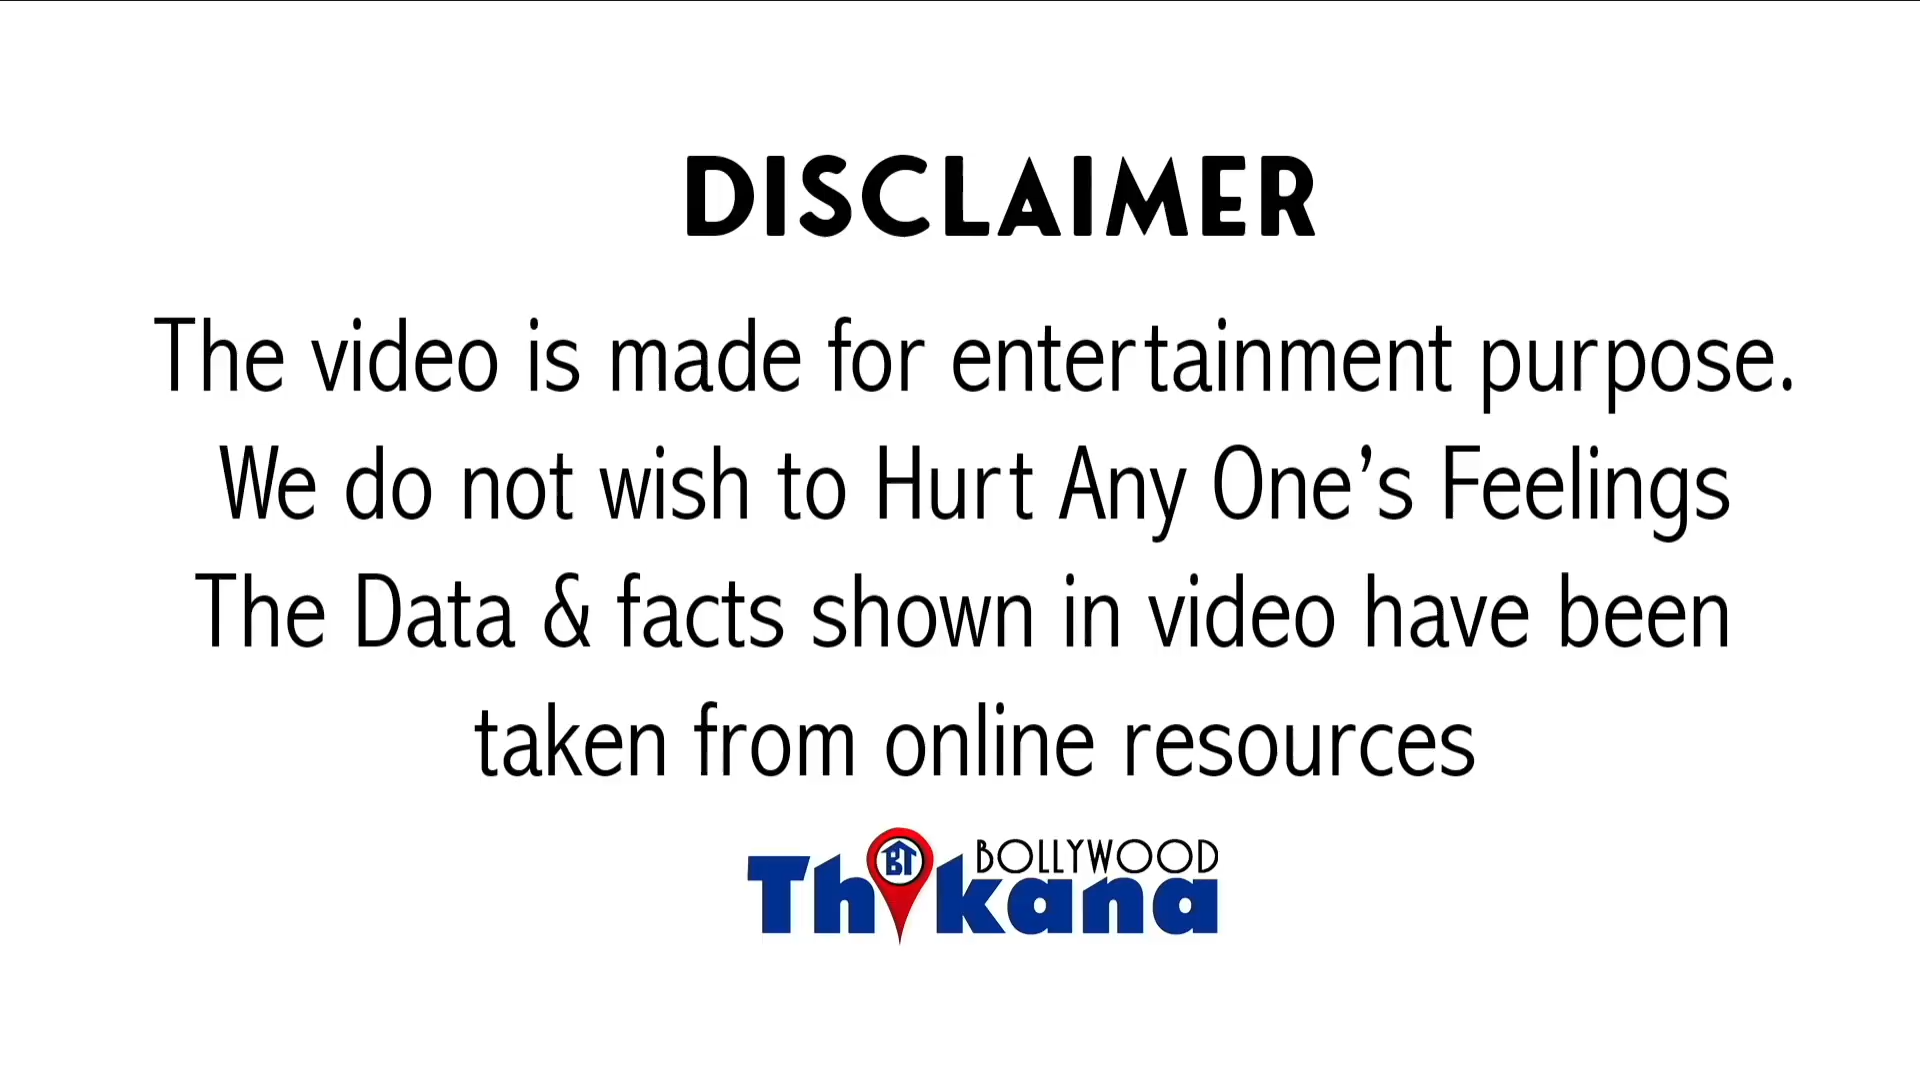 DISCLAIMER
The video is made for entertainment purpose.
We do not wish to Hurt Any One’s Feelings
The Data & facts shown in video have been
taken from online resources
BT
BOLLYWOOD
Thikana